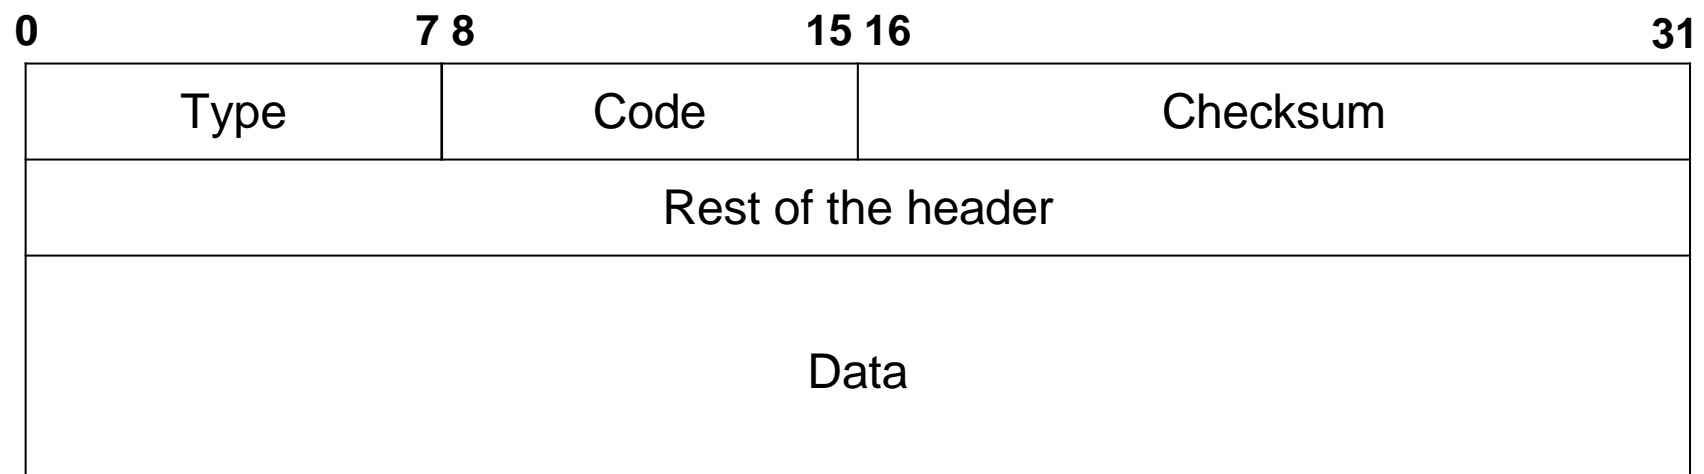 0 7 8 15 16 31
Type Code Checksum
Rest of the header
Data